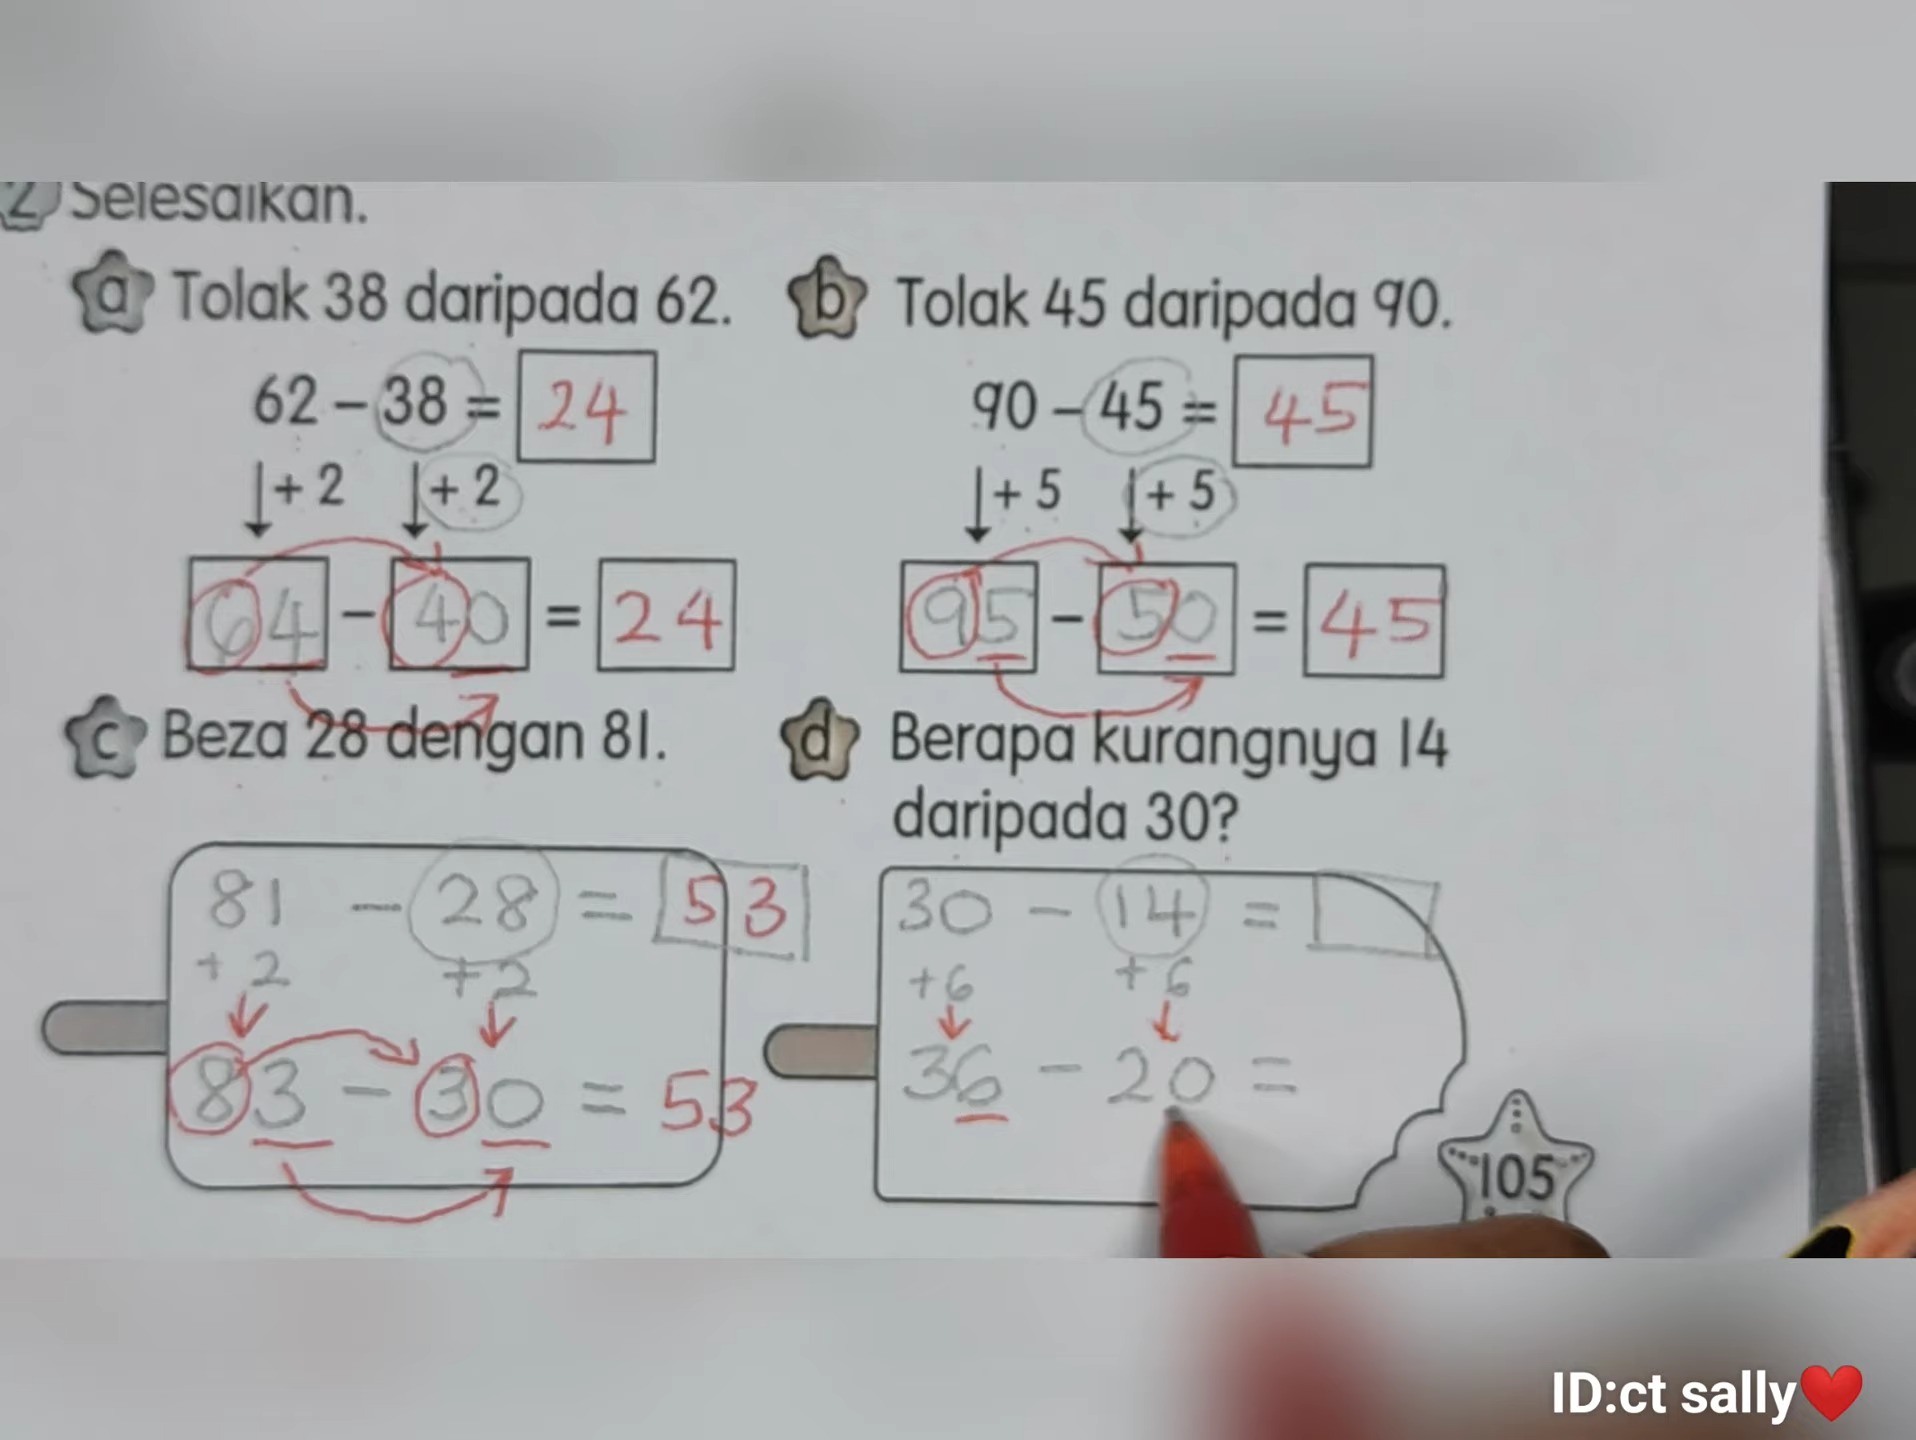 2 Selesaikan.
a Tolak 38 daripada 62.
62 - 38 = 24
+ 2 + 2
64 - 40 = 24
b Tolak 45 daripada 90.
90 - 45 = 45
+ 5 + 5
95 - 50 = 45
c Beza 28 dengan 81.
81 - 28 = 53
+ 2 + 2
83 - 30 = 53
d Berapa kurangnya 14
daripada 30?
30 - 14 =
+6 +6
36 - 20 =
105
ID:ct sally❤️